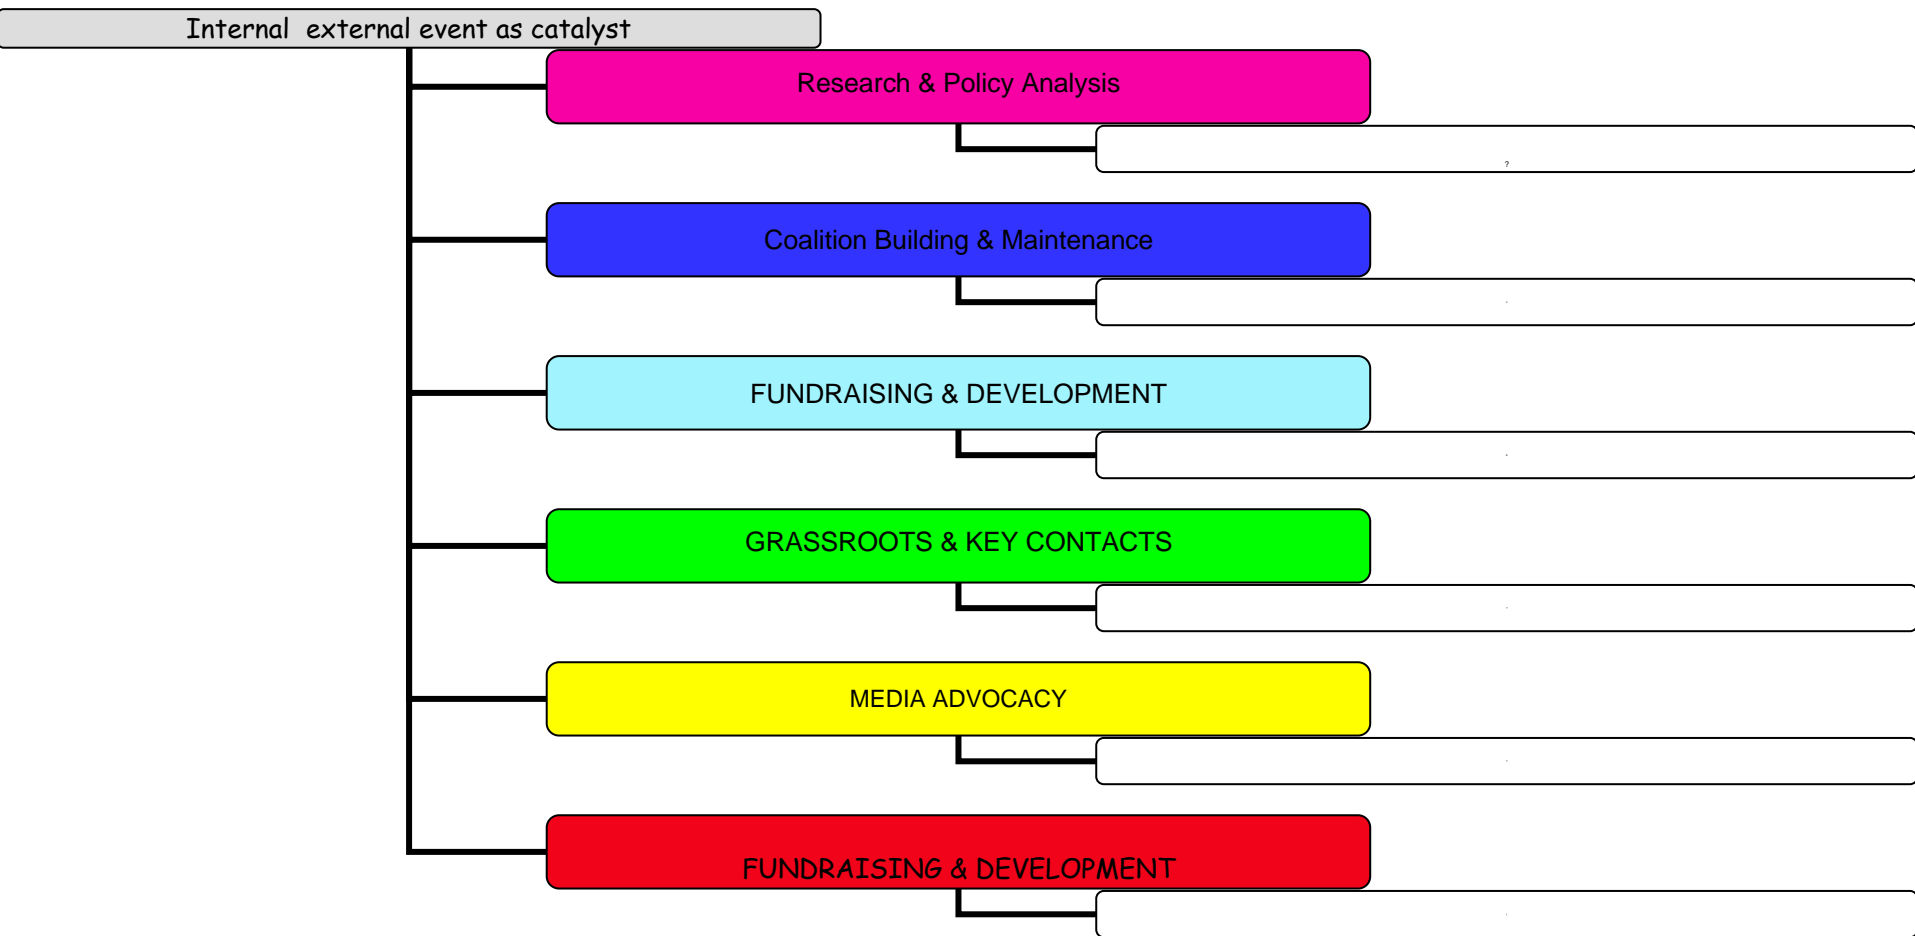 Internal  external event as catalyst
Research & Policy Analysis
?
Coalition Building & Maintenance
FUNDRAISING & DEVELOPMENT
GRASSROOTS & KEY CONTACTS
MEDIA ADVOCACY
FUNDRAISING & DEVELOPMENT